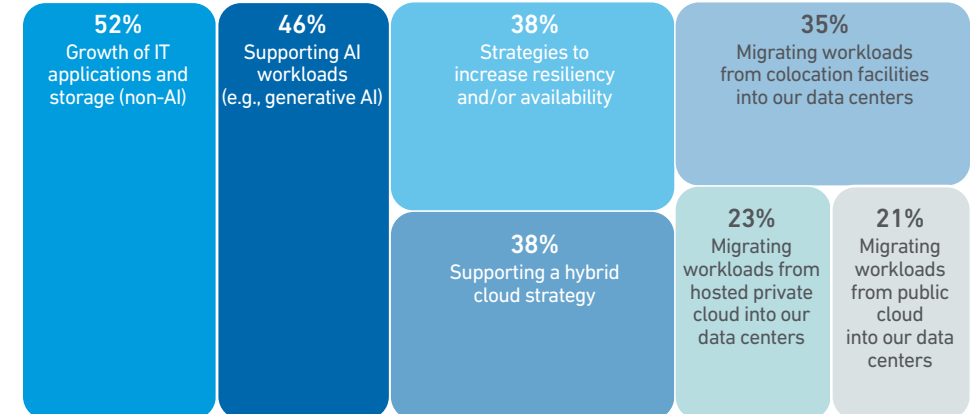 52%
Growth of IT
applications and
storage (non-AI)
46%
Supporting AI
workloads
(e.g., generative AI)
38%
Strategies to
increase resiliency
and/or availability
35%
Migrating workloads
from colocation facilities
into our data centers
38%
Supporting a hybrid
cloud strategy
23%
Migrating
workloads from
hosted private
cloud into our
data centers
21%
Migrating
workloads
from public
cloud
into our data
centers